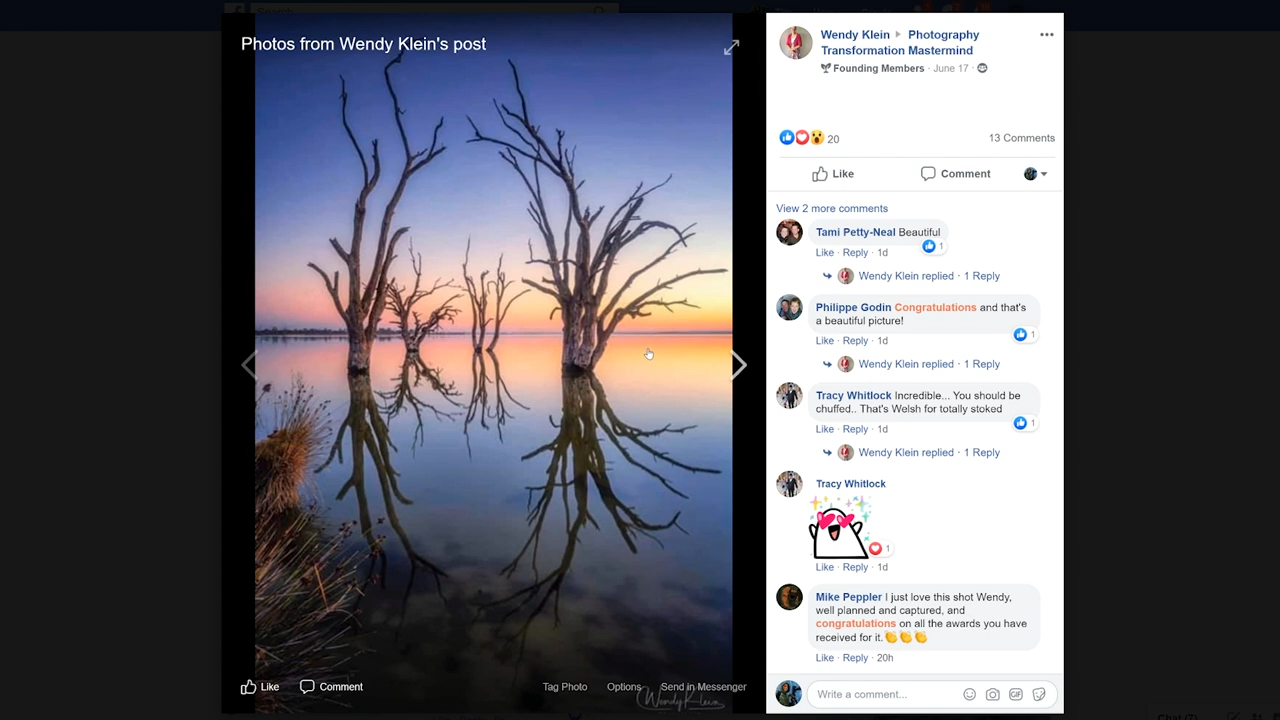 Search
Photos from Wendy Klein's post
Wendy Klein ▸ Photography
Transformation Mastermind
Founding Members · June 17 ·
20
13 Comments
Like
Comment
View 2 more comments
Tami Petty-Neal Beautiful
1
Like · Reply · 1d
Wendy Klein replied · 1 Reply
Philippe Godin Congratulations and that's
a beautiful picture!
1
Like · Reply · 1d
Wendy Klein replied · 1 Reply
Tracy Whitlock Incredible... You should be
chuffed.. That's Welsh for totally stoked
1
Like · Reply · 1d
Wendy Klein replied · 1 Reply
Tracy Whitlock
1
Like · Reply · 1d
Mike Peppler I just love this shot Wendy,
well planned and captured, and
congratulations on all the awards you have
received for it.👏👏👏
Like · Reply · 20h
Like
Comment
Tag Photo
Options
Send in Messenger
WendyKlein
Write a comment...
GIF